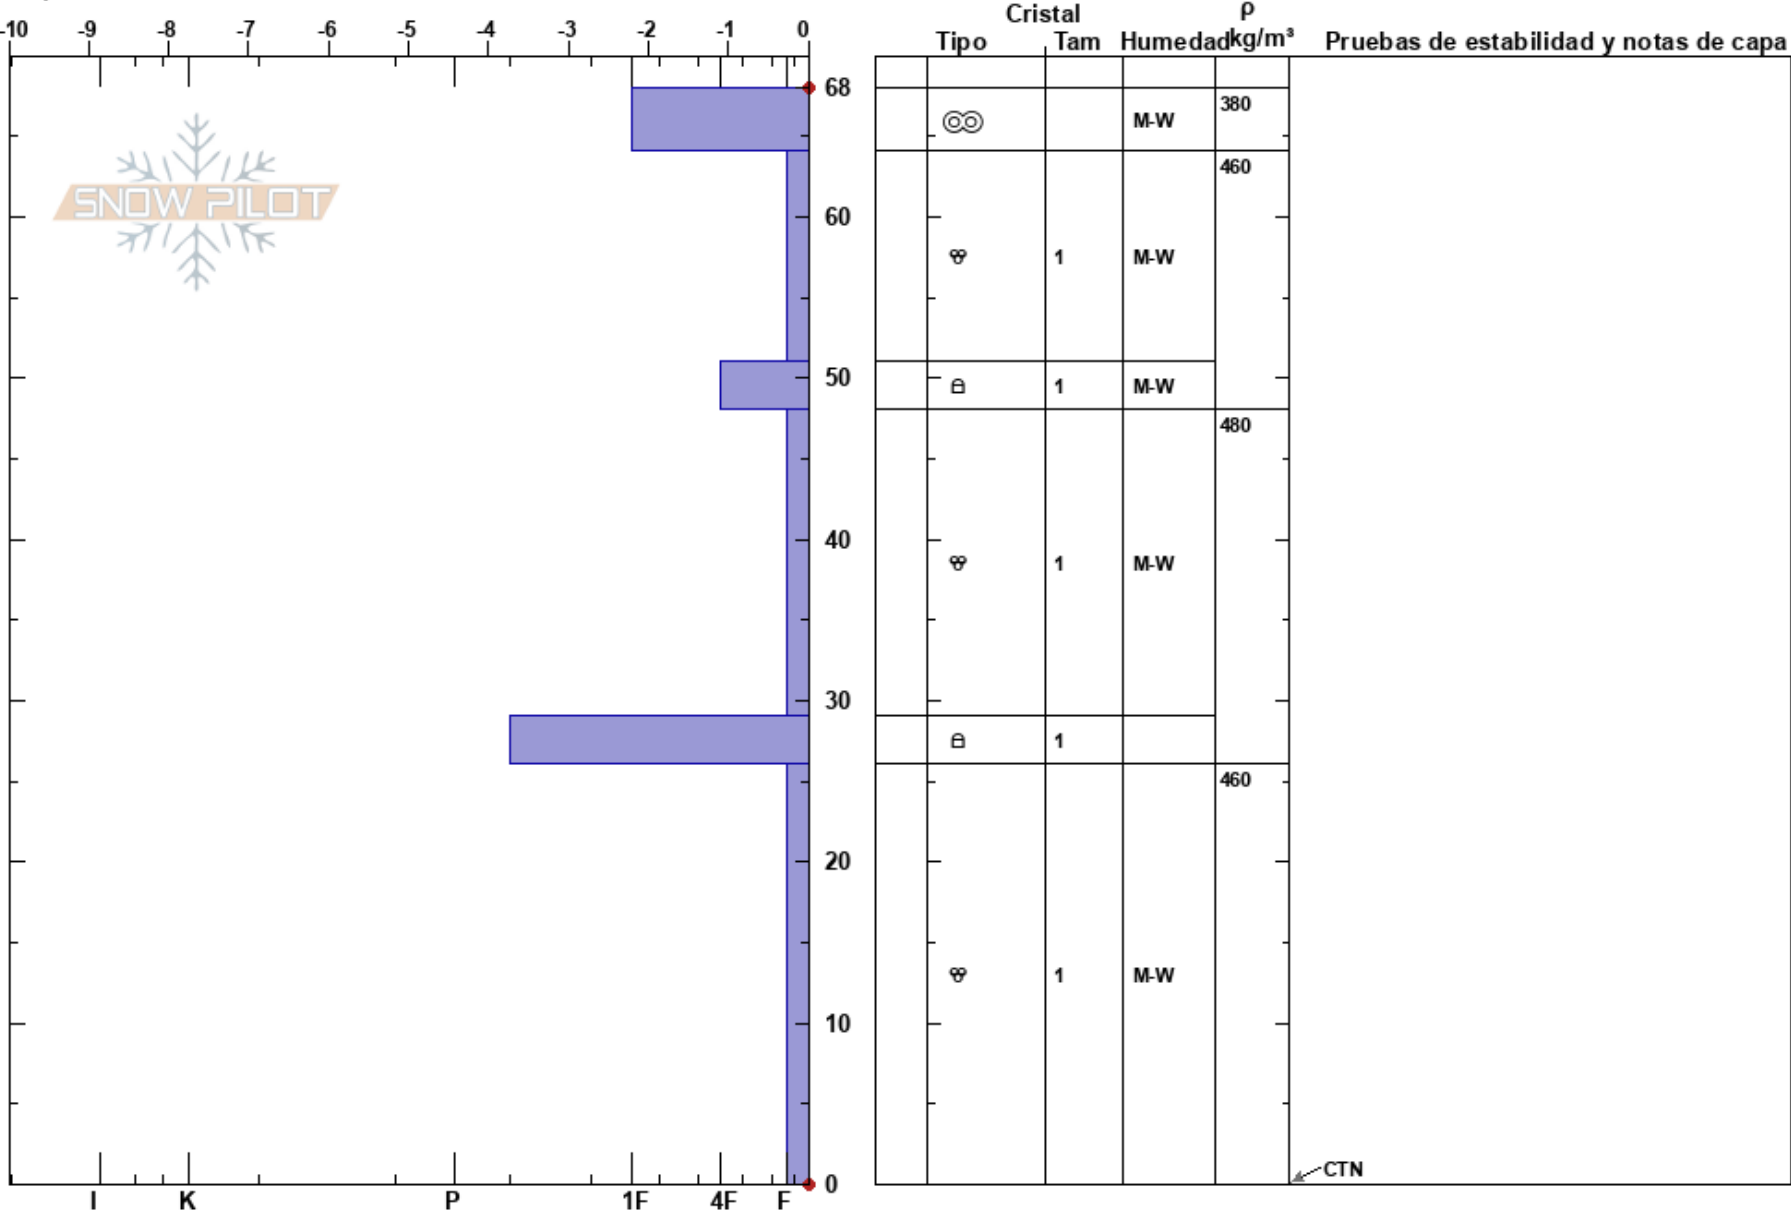 Cristal ρ
-10 -9 -8 -7 -6 -5 -4 -3 -2 -1 0
Tipo Tam Humedad kg/m³ Pruebas de estabilidad y notas de capa
68
380
M-W
SNOW PILOT
460
60
1 M-W
50
1 M-W
480
40
1 M-W
30
1
460
20
1 M-W
10
CTN
0
I K P 1F 4F F